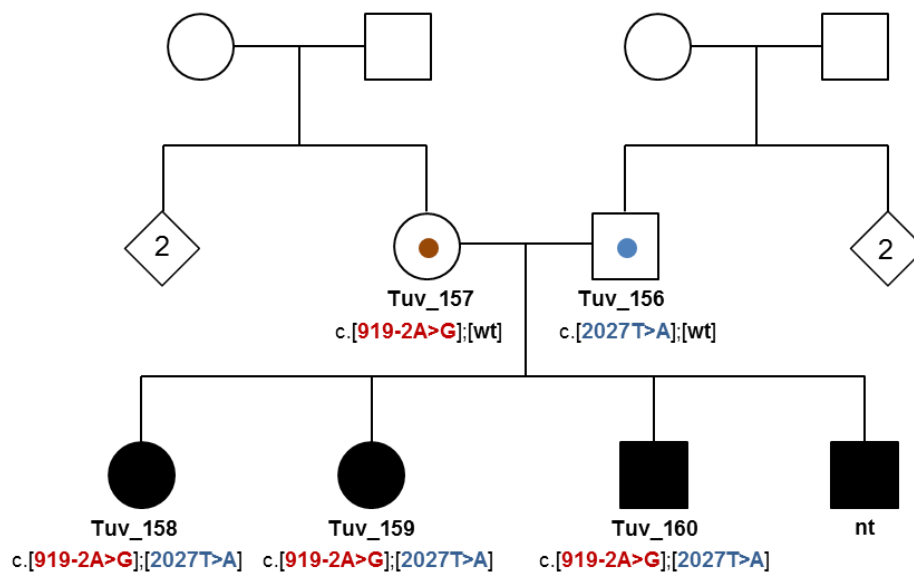 2
2
Tuv_157
c.[919-2A>G];[wt]
Tuv_156
c.[2027T>A];[wt]
Tuv_158
c.[919-2A>G];[2027T>A]
Tuv_159
c.[919-2A>G];[2027T>A]
Tuv_160
c.[919-2A>G];[2027T>A]
nt